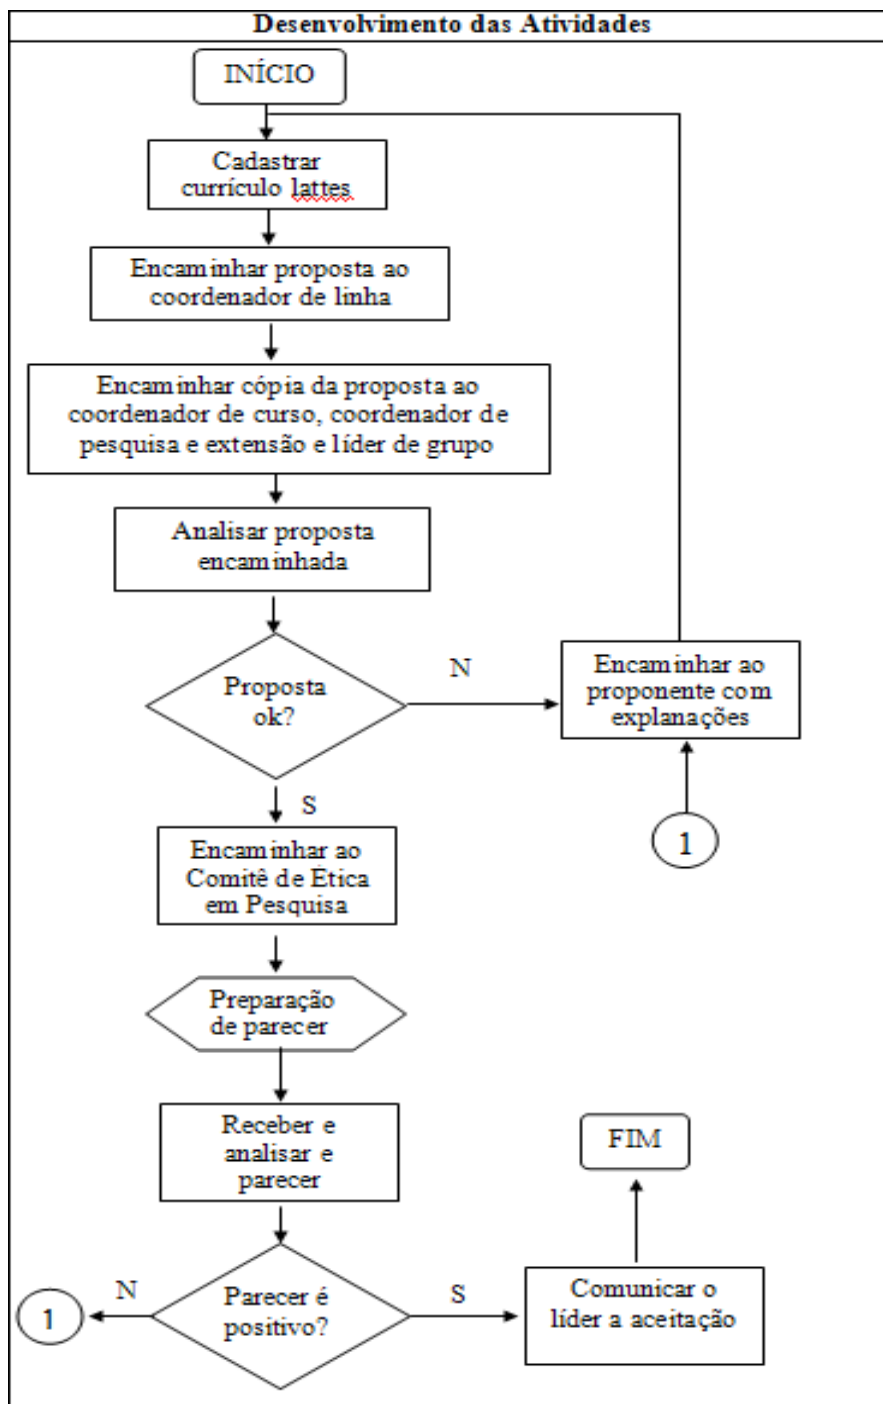 Desenvolvimento das Atividades
INÍCIO
Cadastrar
currículo lattes
Encaminhar proposta ao
coordenador de linha
Encaminhar cópia da proposta ao
coordenador de curso, coordenador de
pesquisa e extensão e líder de grupo
Analisar proposta
encaminhada
Proposta
ok?
N
Encaminhar ao
proponente com
explanações
1
S
Encaminhar ao
Comitê de Ética
em Pesquisa
Preparação
de parecer
Receber e
analisar e
parecer
FIM
Parecer é
positivo?
N
1
S
Comunicar o
líder a aceitação